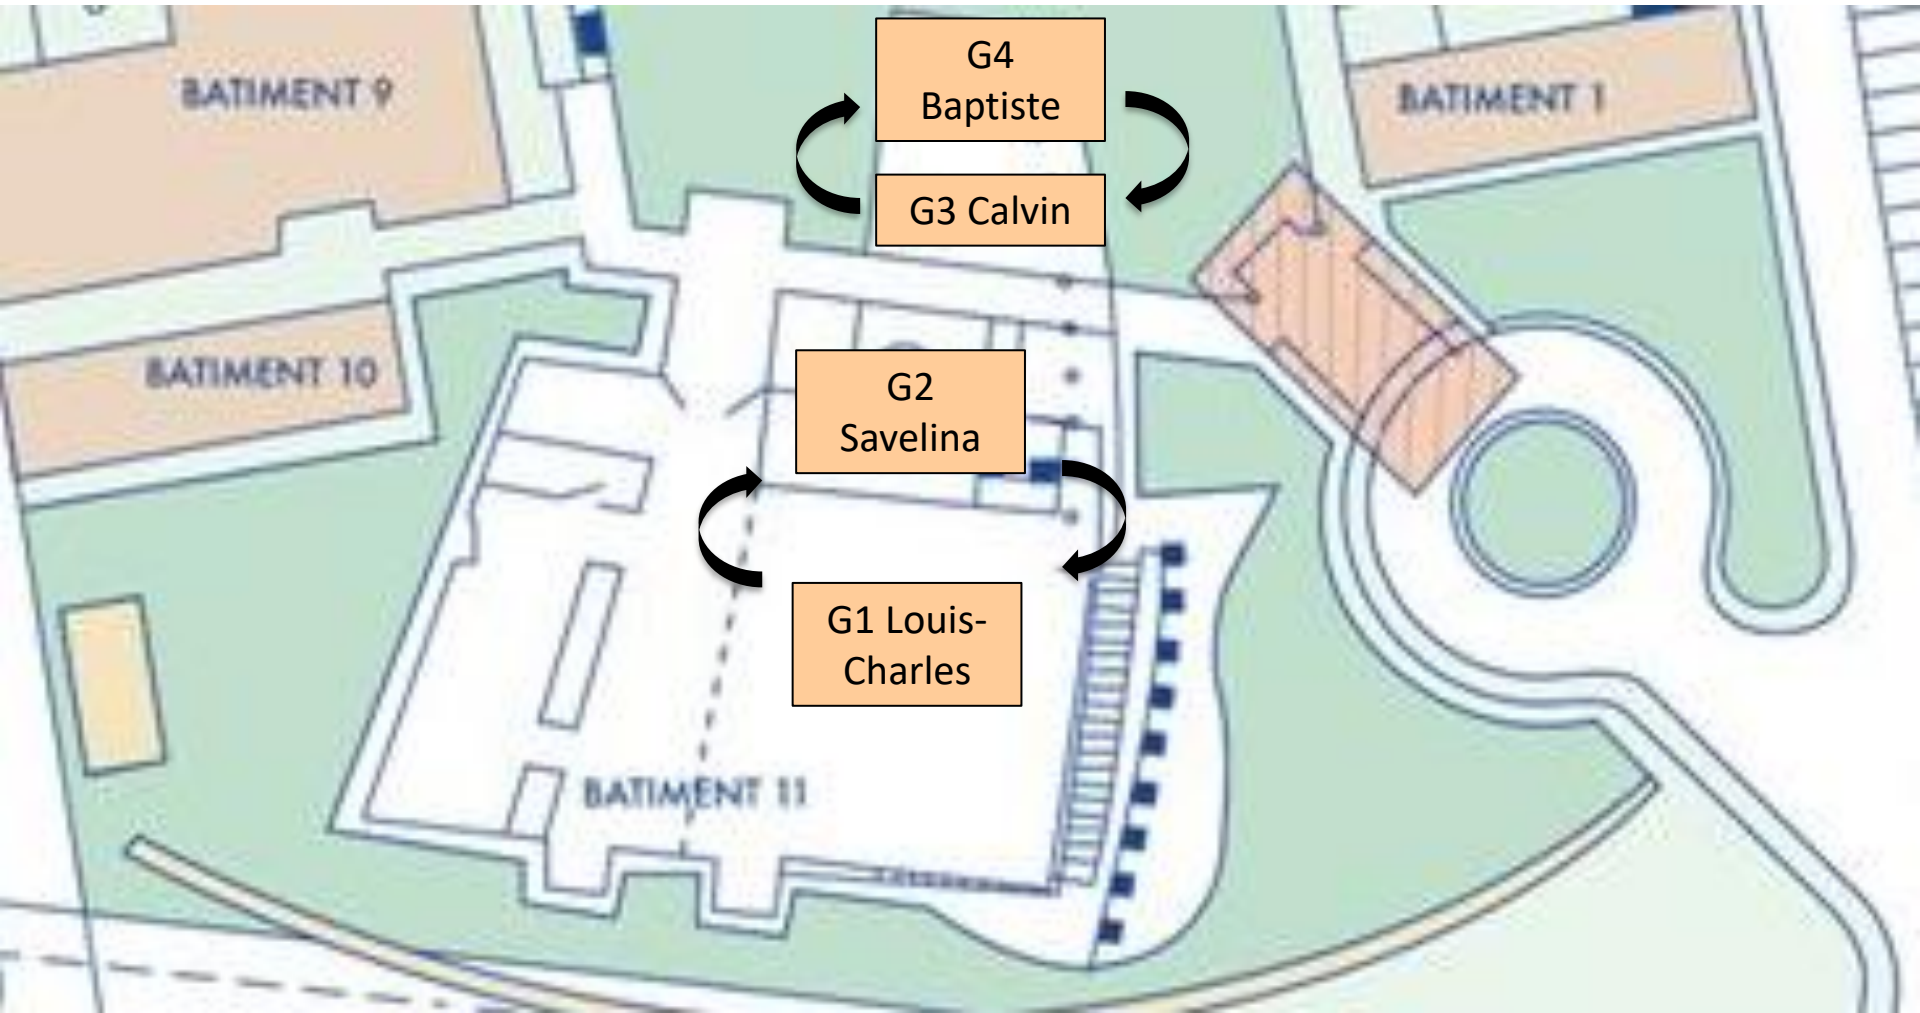 G4
Baptiste
BATIMENT 9
BATIMENT 1
G3 Calvin
BATIMENT 10
G2
Savelina
G1 Louis-
Charles
BATIMENT 11